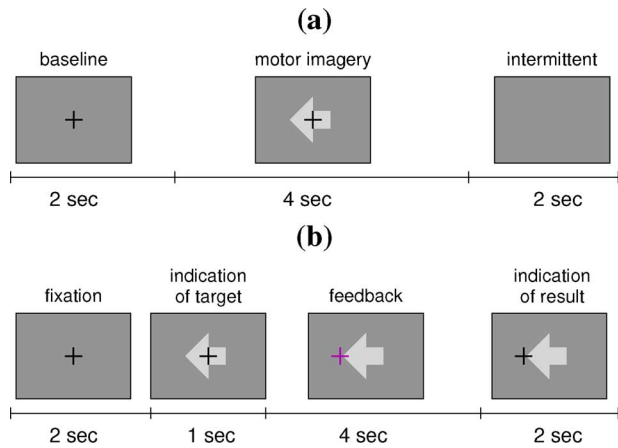 (a)
baseline
motor imagery
intermittent
2 sec
4 sec
2 sec
(b)
fixation
indication
of target
feedback
indication
of result
2 sec
1 sec
4 sec
2 sec